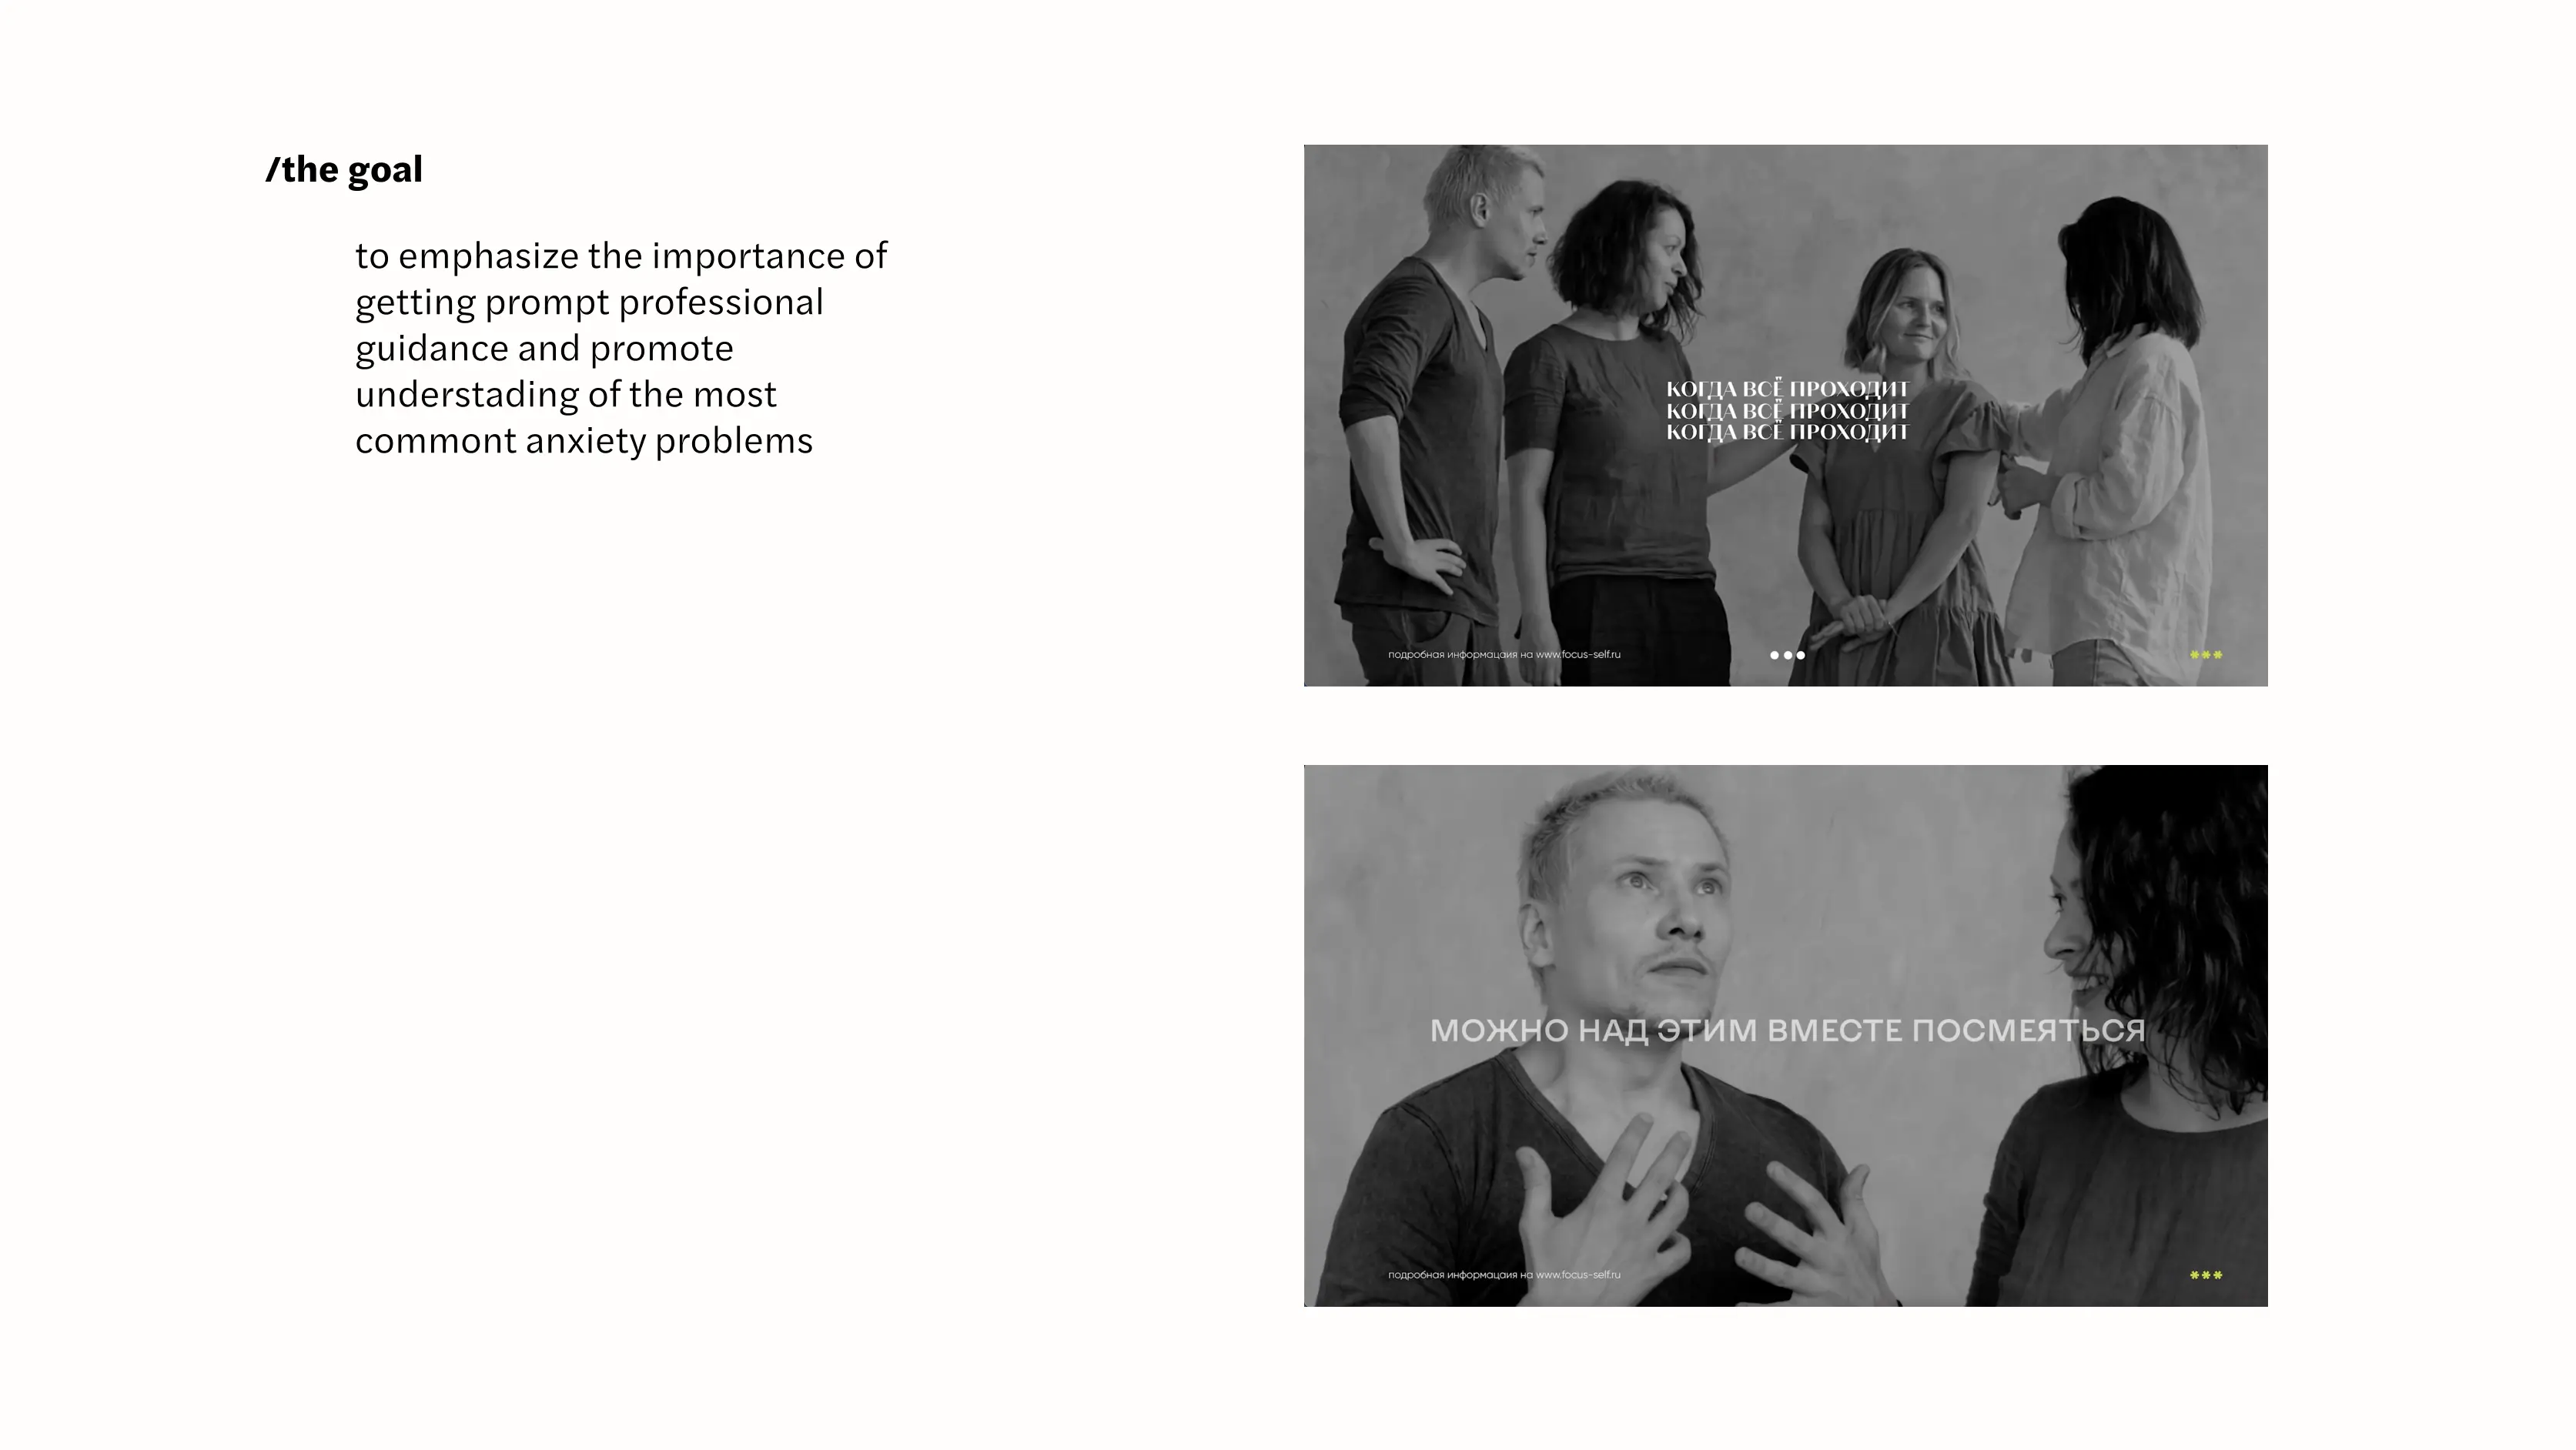 /the goal
to emphasize the importance of
getting prompt professional
guidance and promote
understading of the most
commont anxiety problems
КОГДА ВСЁ ПРОХОДИТ
КОГДА ВСЁ ПРОХОДИТ
КОГДА ВСЁ ПРОХОДИТ
подробная информацаия на www.focus-self.ru
***
МОЖНО НАД ЭТИМ ВМЕСТЕ ПОСМЕЯТЬСЯ
подробная информацаия на www.focus-self.ru
***